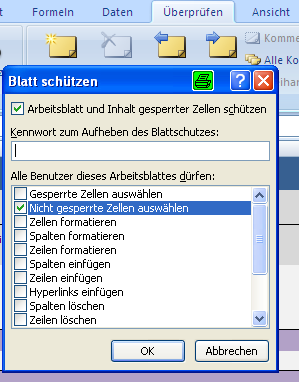 Formeln Daten Überprüfen Ansicht
Komme
Alle Ko
Blatt schützen
Arbeitsblatt und Inhalt gesperrter Zellen schützen
Kennwort zum Aufheben des Blattschutzes:
Alle Benutzer dieses Arbeitsblattes dürfen:
Gesperrte Zellen auswählen
Nicht gesperrte Zellen auswählen
Zellen formatieren
Spalten formatieren
Zeilen formatieren
Spalten einfügen
Zeilen einfügen
Hyperlinks einfügen
Spalten löschen
Zeilen löschen
OK Abbrechen